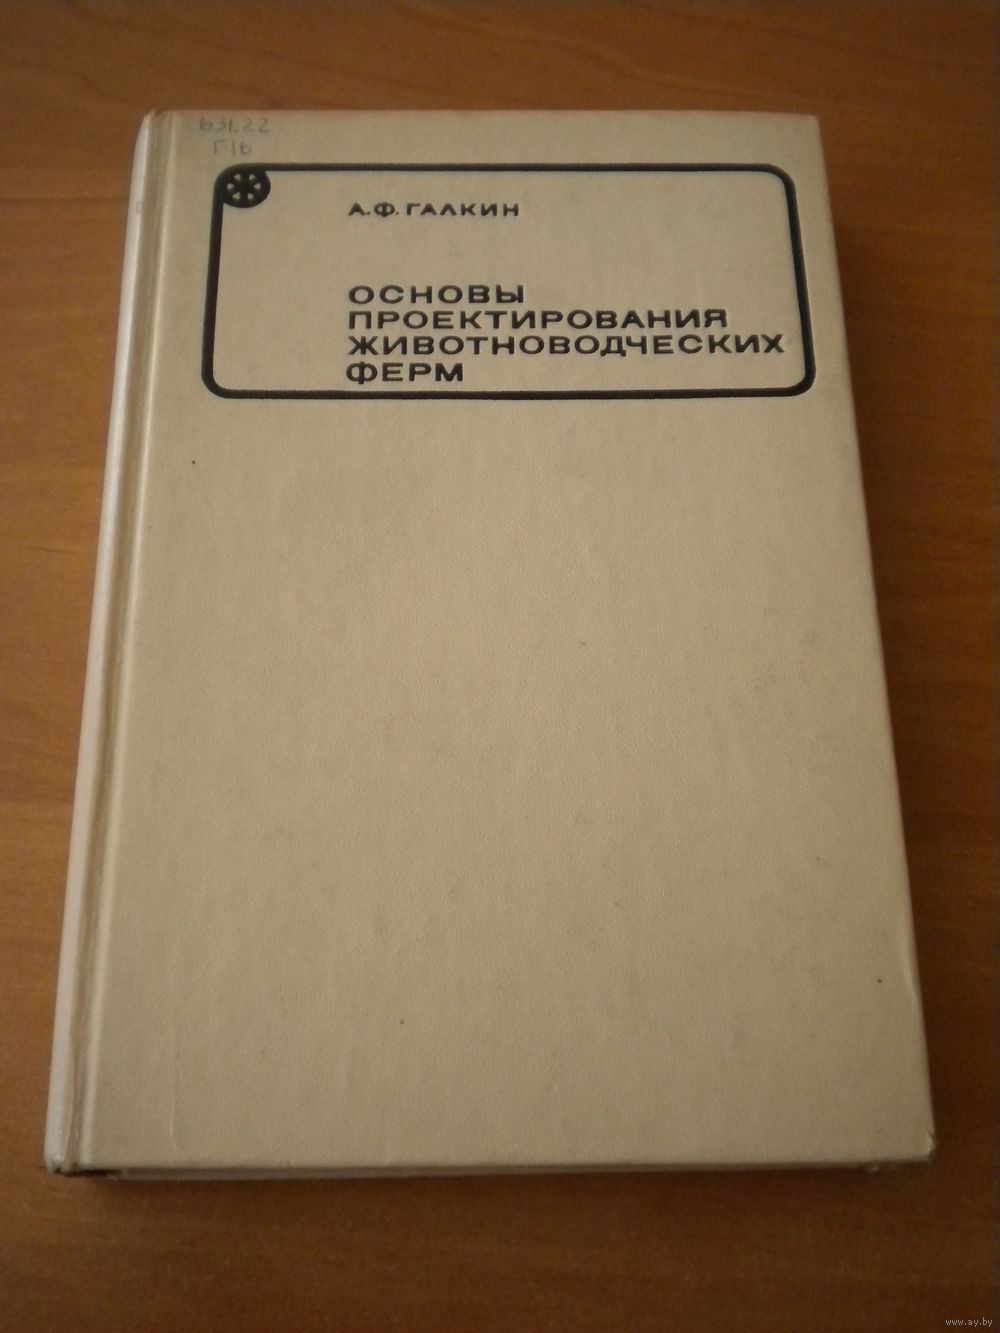 631.22
Г16
А.Ф. ГАЛКИН
ОСНОВЫ
ПРОЕКТИРОВАНИЯ
ЖИВОТНОВОДЧЕСКИХ
ФЕРМ
www.ay.by